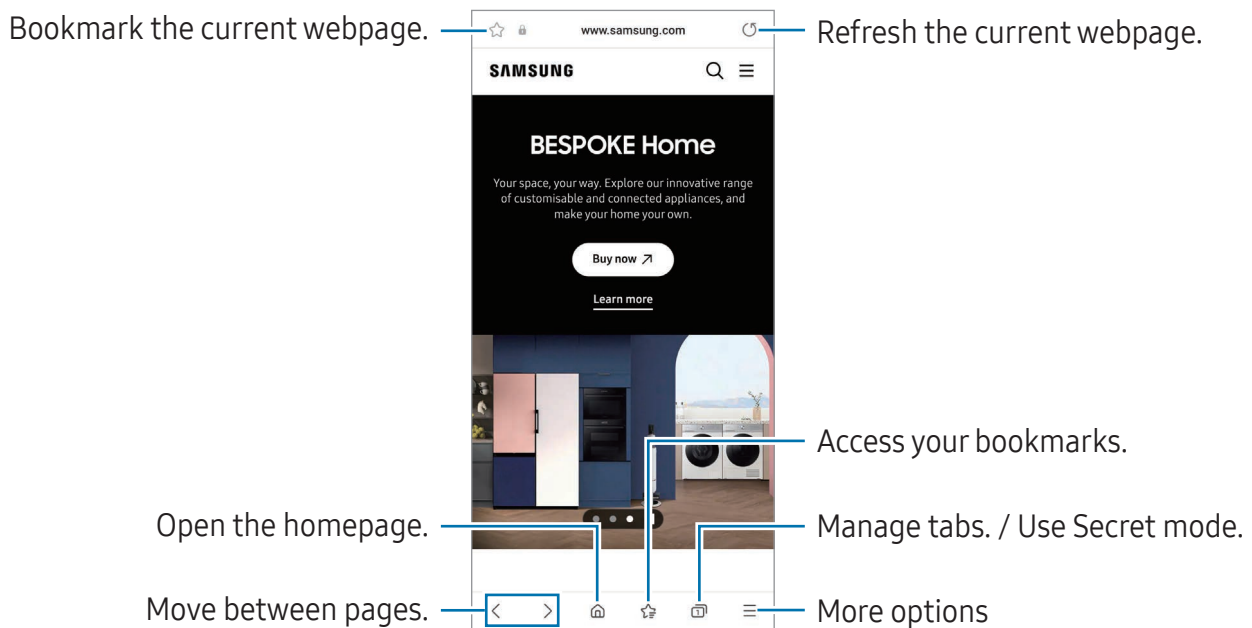 Bookmark the current webpage.
www.samsung.com
Refresh the current webpage.
SAMSUNG
BESPOKE Home
Your space, your way. Explore our innovative range
of customisable and connected appliances, and
make your home your own.
Buy now
Learn more
Access your bookmarks.
Open the homepage.
Manage tabs. / Use Secret mode.
Move between pages.
1
More options